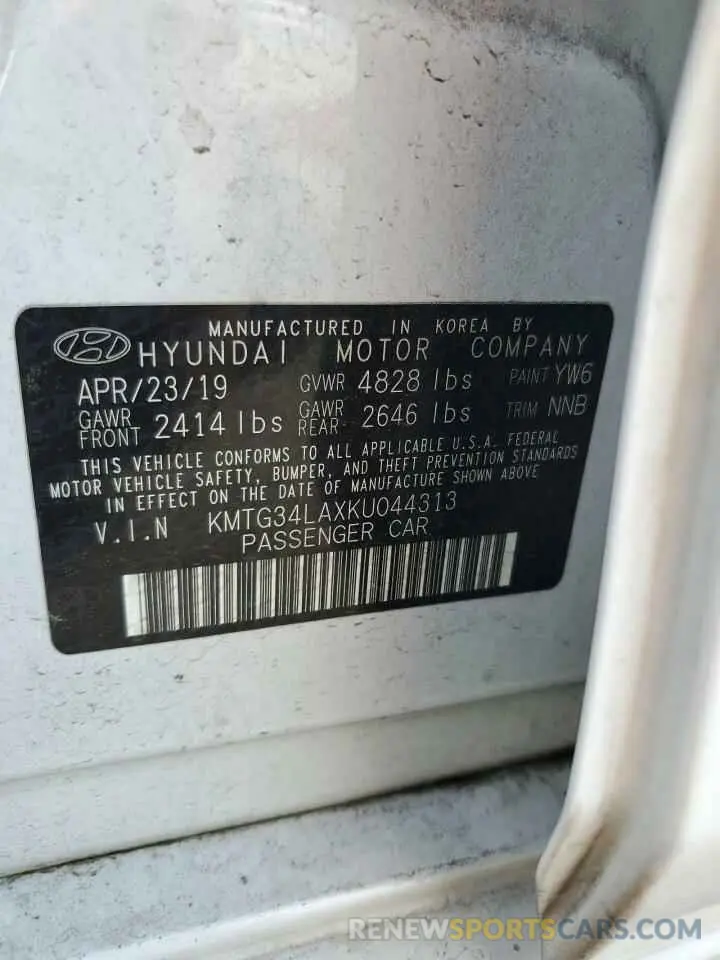 MANUFACTURED IN KOREA BY
HYUNDAI MOTOR COMPANY
APR/23/19 GVWR 4828 lbs PAINT YW6
GAWR FRONT 2414 lbs GAWR REAR 2646 lbs TRIM NNB
THIS VEHICLE CONFORMS TO ALL APPLICABLE U.S.A. FEDERAL
MOTOR VEHICLE SAFETY, BUMPER, AND THEFT PREVENTION STANDARDS
IN EFFECT ON THE DATE OF MANUFACTURE SHOWN ABOVE
V.I.N KMTG34LAXKU044313
PASSENGER CAR
RENEWSPORTSCARS.COM